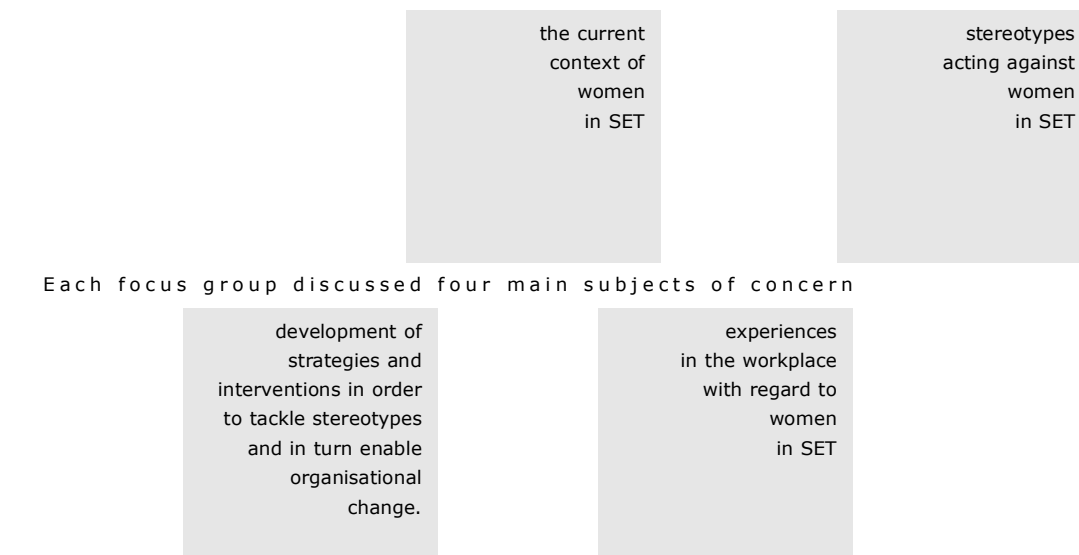 the current
context of
women
in SET
stereotypes
acting against
women
in SET
Each focus group discussed four main subjects of concern
development of
strategies and
interventions in order
to tackle stereotypes
and in turn enable
organisational
change.
experiences
in the workplace
with regard to
women
in SET